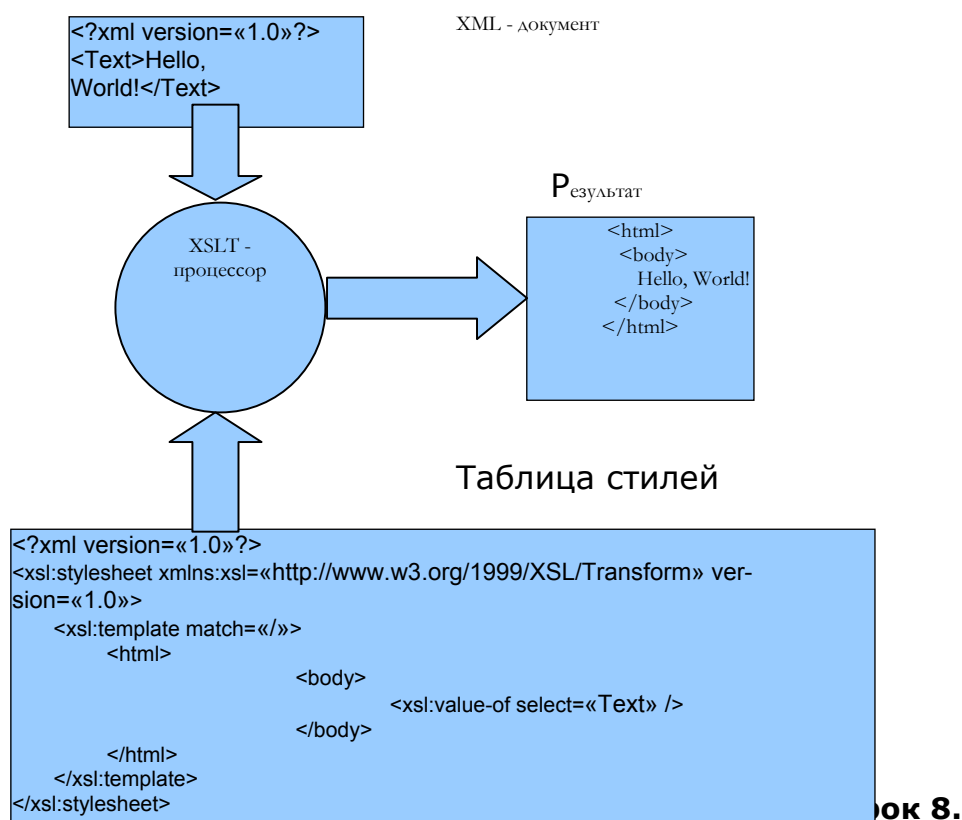 XML - документ
<?xml version=«1.0»?>
<Text>Hello,
World!</Text>
XSLT -
процессор
Результат
<html>
<body>
Hello, World!
</body>
</html>
Таблица стилей
<?xml version=«1.0»?>
<xsl:stylesheet xmlns:xsl=«http://www.w3.org/1999/XSL/Transform» ver-
sion=«1.0»>
<xsl:template match=«/»>
<html>
<body>
<xsl:value-of select=«Text» />
</body>
</html>
</xsl:template>
</xsl:stylesheet>
8.